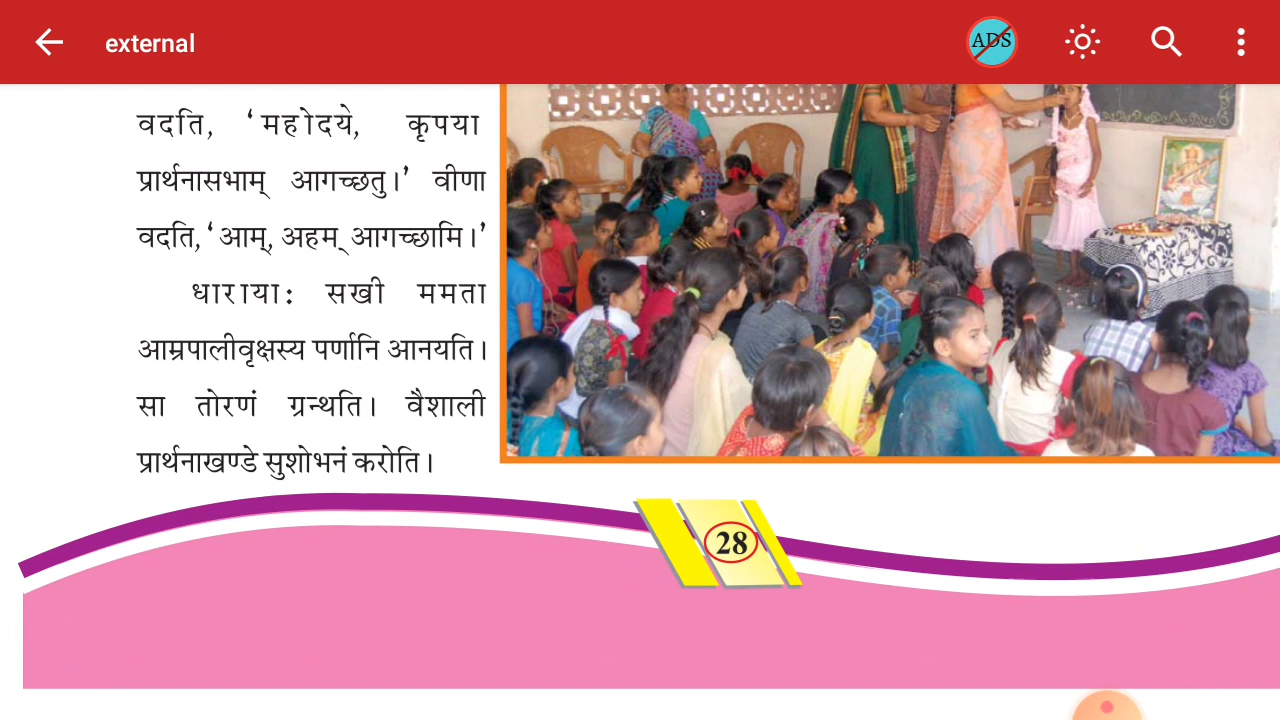 external
ADS
वदति, ‘महोदये, कृपया
प्रार्थनासभाम् आगच्छतु।’ वीणा
वदति, ‘आम्, अहम् आगच्छामि।’
धारायाः सखी ममता
आम्रपालीवृक्षस्य पर्णानि आनयति।
सा तोरणं ग्रन्थति। वैशाली
प्रार्थनाखण्डे सुशोभनं करोति।
28